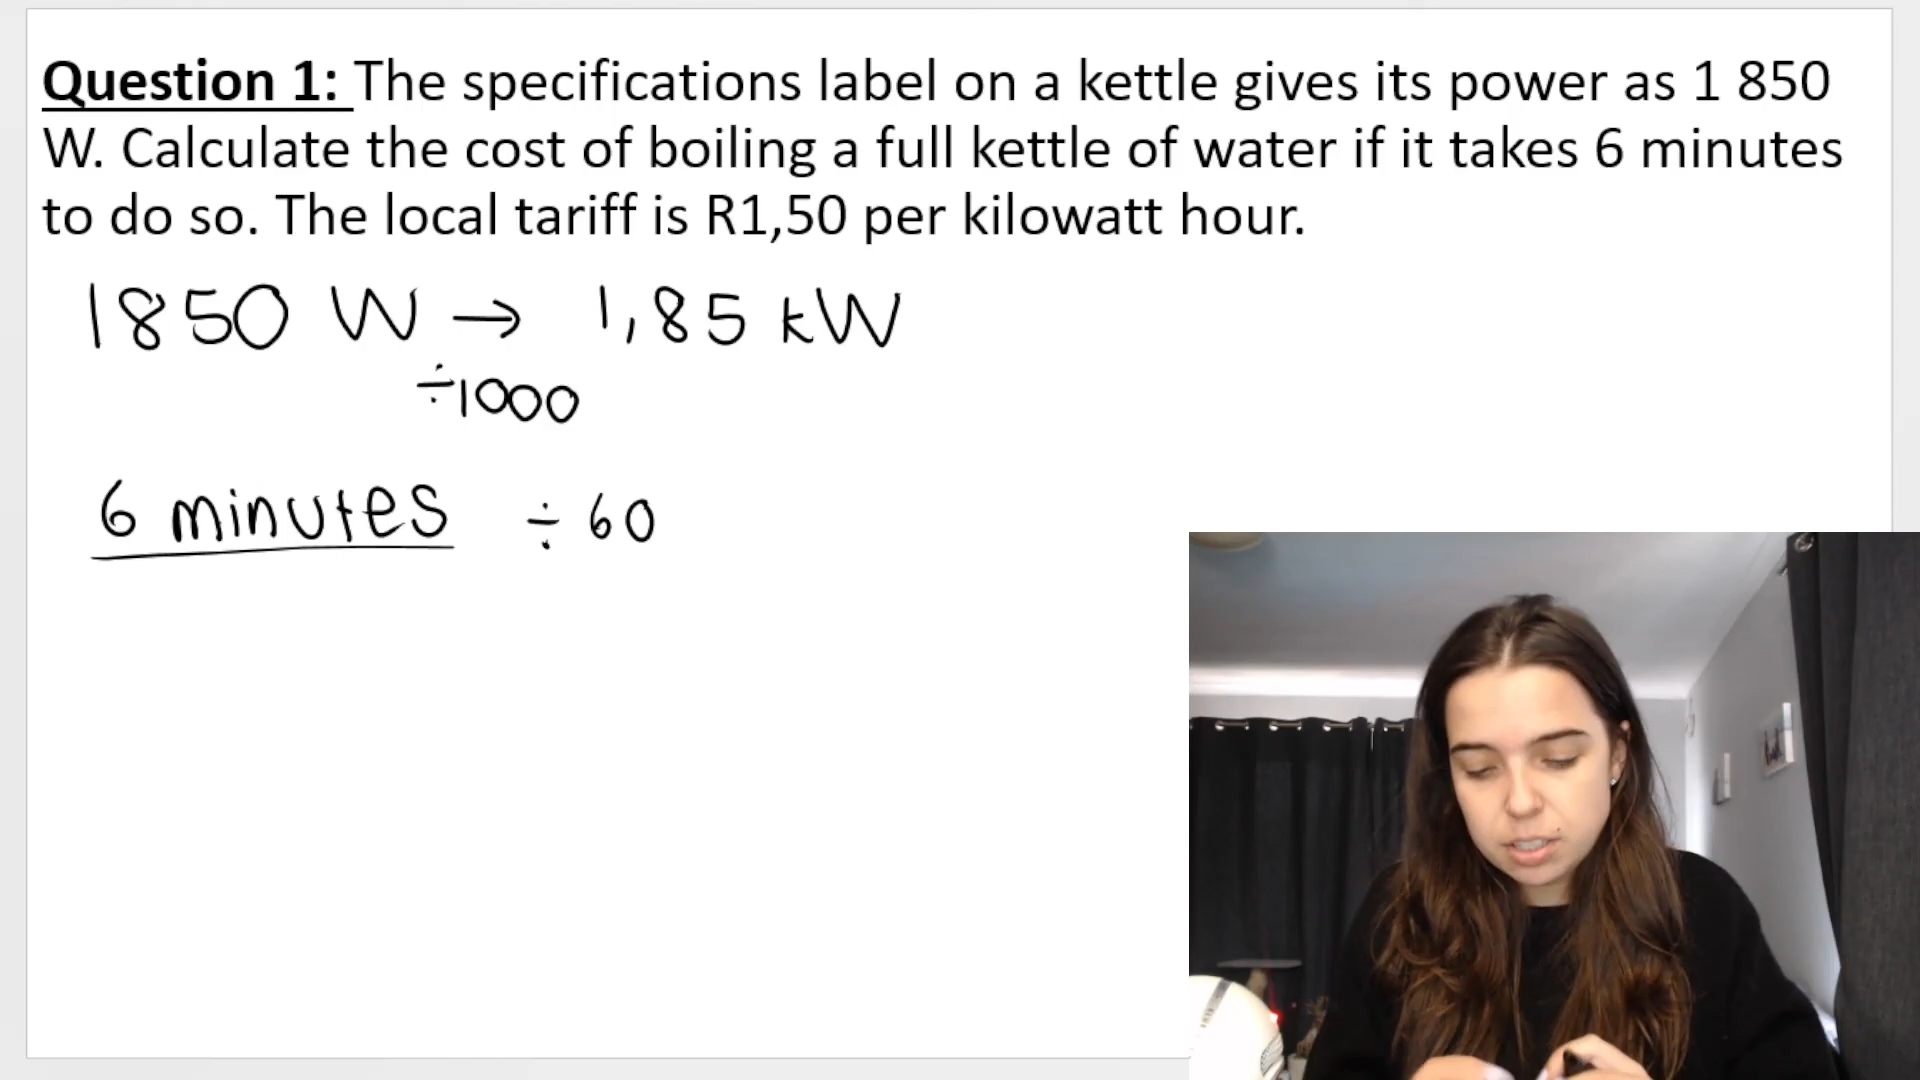 Question 1: The specifications label on a kettle gives its power as 1 850
W. Calculate the cost of boiling a full kettle of water if it takes 6 minutes
to do so. The local tariff is R1,50 per kilowatt hour.
1850 W → 1,85 kW
÷1000
6 minutes ÷ 60